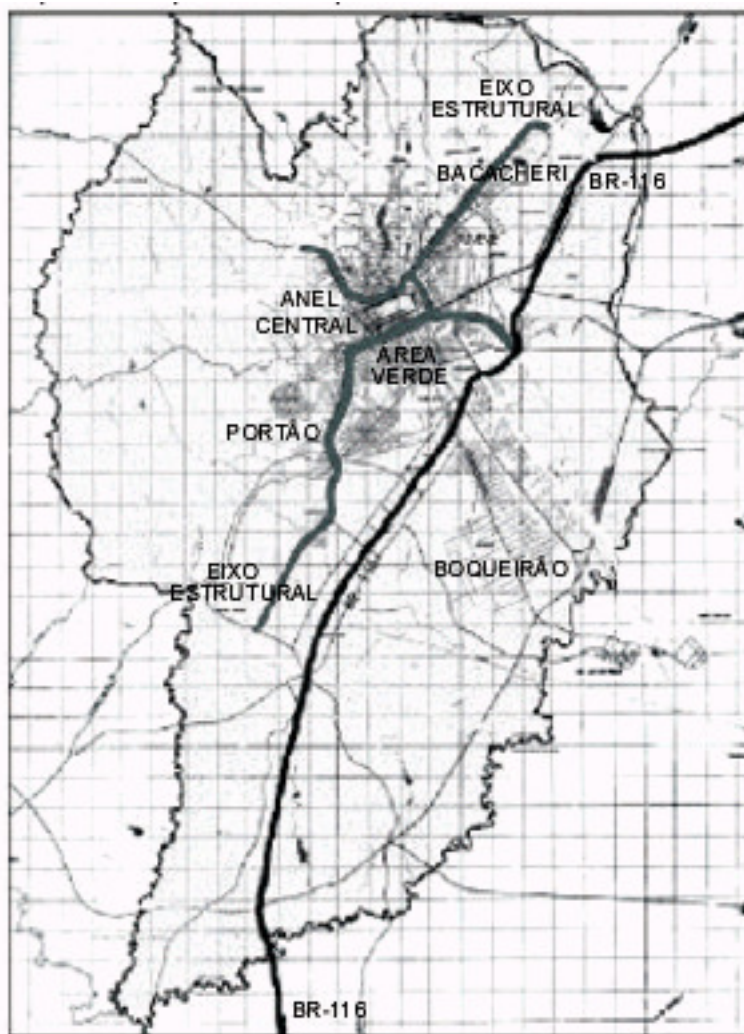 EIXO
ESTRUTURAL
BACACHERI
BR-116
ANEL
CENTRAL
AREA
VERDE
PORTÃO
EIXO
ESTRUTURAL
BOQUEIRÃO
BR-116